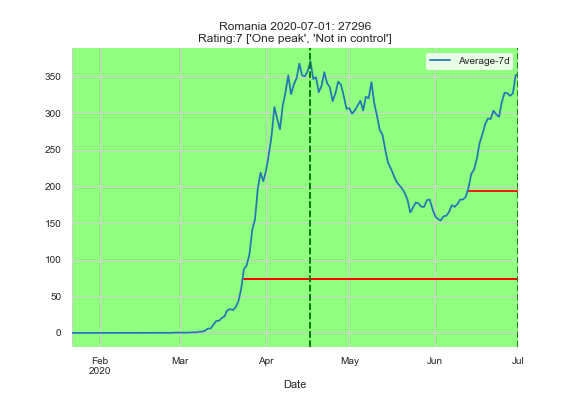 Romania 2020-07-01: 27296
Rating:7 ['One peak', 'Not in control']
Average-7d
350
300
250
200
150
100
50
0
Feb Mar Apr May Jun Jul
2020
Date